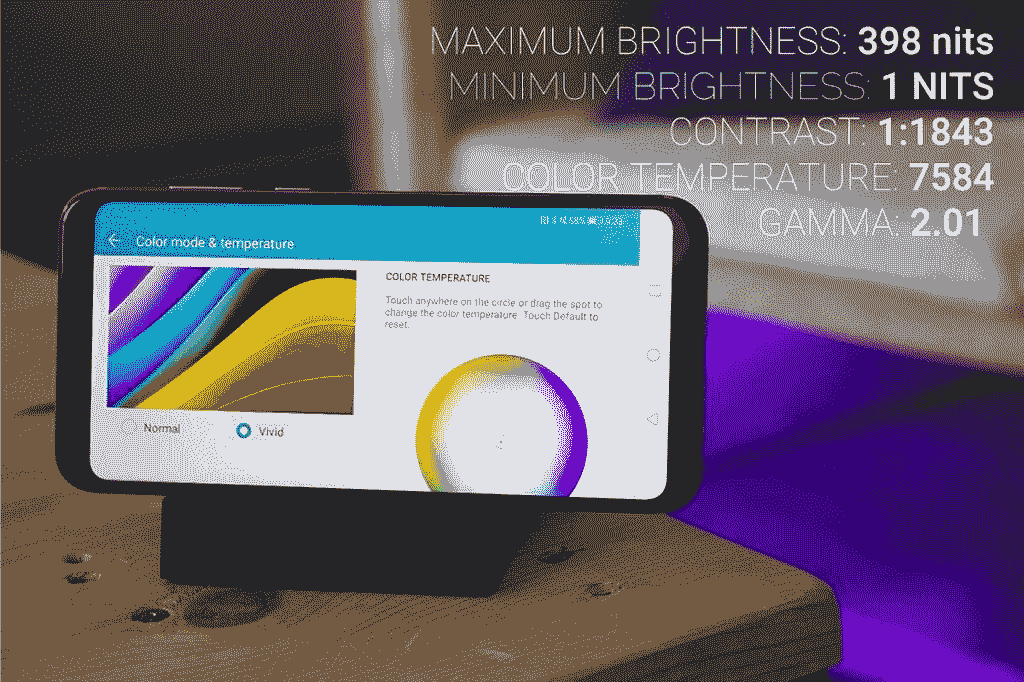 MAXIMUM BRIGHTNESS: 398 nits
MINIMUM BRIGHTNESS: 1 NITS
CONTRAST: 1:1843
COLOR TEMPERATURE: 7584
GAMMA: 2.01
Color mode & temperature
COLOR TEMPERATURE
Touch anywhere on the circle or drag the spot to
change the color temperature. Touch Default to
reset.
Normal
Vivid